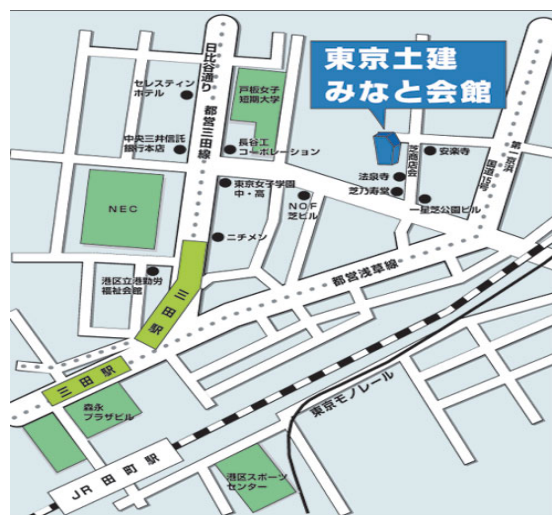 東京土建
みなと会館
日比谷通り
都営三田線
セレスティン
ホテル
戸板女子
短期大学
中央三井信託
銀行本店
長谷工
コーポレーション
芝商店会
安楽寺
第一京浜
国道15号
法泉寺
芝乃寿堂
一星芝公園ビル
東京女子学園
中・高
NOF
芝ビル
NEC
ニチメン
港区立港勤労
福祉会館
三田駅
都営浅草線
三田駅
森永
プラザビル
東京モノレール
JR田町駅
港区スポーツ
センター